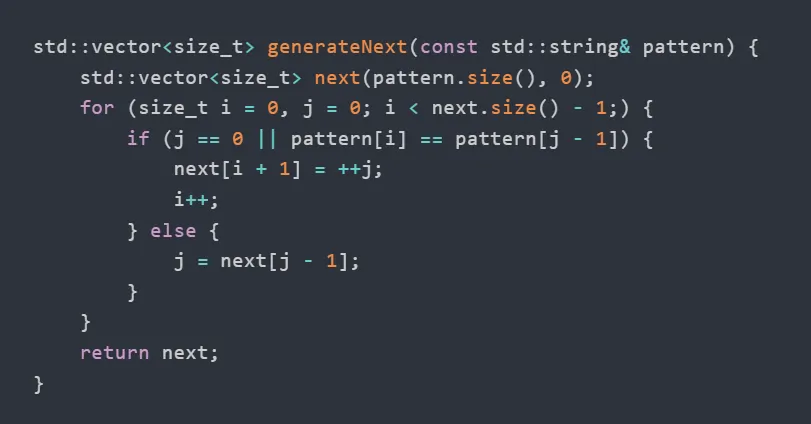 std::vector<size_t> generateNext(const std::string& pattern) {
    std::vector<size_t> next(pattern.size(), 0);
    for (size_t i = 0, j = 0; i < next.size() - 1;) {
        if (j == 0 || pattern[i] == pattern[j - 1]) {
            next[i + 1] = ++j;
            i++;
        } else {
            j = next[j - 1];
        }
    }
    return next;
}